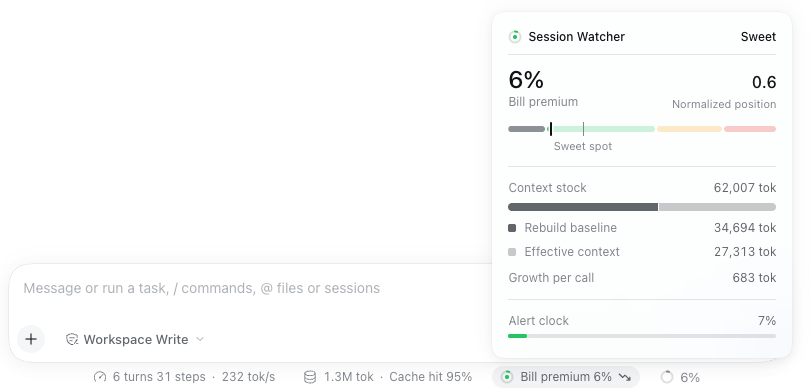 Session Watcher Sweet
6% 0.6
Bill premium Normalized position
Sweet spot
Context stock 62,007 tok
Rebuild baseline 34,694 tok
Effective context 27,313 tok
Growth per call 683 tok
Alert clock 7%
Message or run a task, / commands, @ files or sessions
Workspace Write
6 turns 31 steps · 232 tok/s 1.3M tok · Cache hit 95% Bill premium 6% 6%